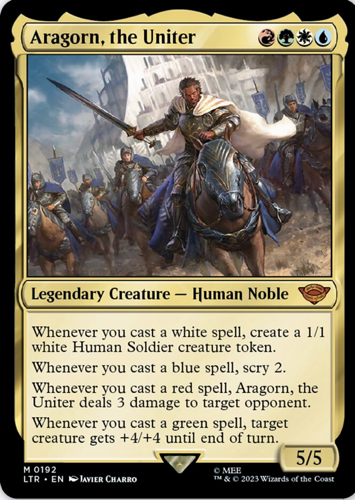 Aragorn, the Uniter
Legendary Creature — Human Noble
Whenever you cast a white spell, create a 1/1
white Human Soldier creature token.
Whenever you cast a blue spell, scry 2.
Whenever you cast a red spell, Aragorn, the
Uniter deals 3 damage to target opponent.
Whenever you cast a green spell, target
creature gets +4/+4 until end of turn.
5/5
M 0192
LTR • EN Javier Charro
© MEE
™ & © 2023 Wizards of the Coast